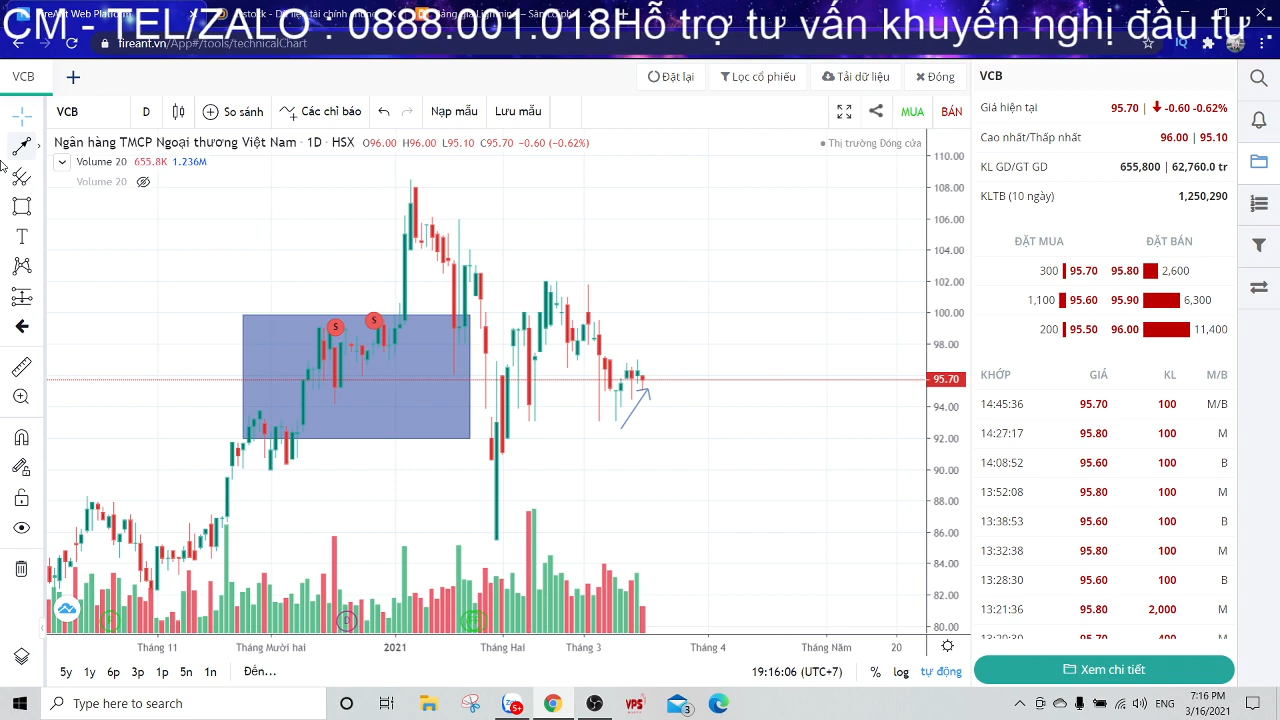 CM - TEL/ZALO : 0888.001.018Hỗ trợ tư vấn khuyến nghị đầu tư :
fireant.vn/App#/tools/technicalChart
VCB
Đặt lại
Lọc cổ phiếu
Tải dữ liệu
Đóng
VCB
VCB
D
So sánh
Các chỉ báo
Nạp mẫu
Lưu mẫu
MUA
BÁN
Ngân hàng TMCP Ngoại thương Việt Nam · 1D · HSX O96.00 H96.00 L95.10 C95.70 -0.60 (-0.62%)
Thị trường Đóng cửa
Volume 20 655.8K 1.236M
Volume 20
110.00
108.00
106.00
104.00
102.00
100.00
98.00
95.70
94.00
92.00
90.00
88.00
86.00
84.00
82.00
80.00
S
S
D
Tháng 11
Tháng Mười hai
2021
Tháng Hai
Tháng 3
Tháng 4
Tháng Năm
20
5y 1y 6p 3p 1p 5n 1n Đến...
19:16:06 (UTC+7)
% log tự động
Giá hiện tại 95.70 | -0.60 -0.62%
Cao nhất/Thấp nhất 96.00 | 95.10
KL GD/GT GD 655,800 | 62,760.0 tr
KLTB (10 ngày) 1,250,290
ĐẶT MUA ĐẶT BÁN
300 95.70 95.80 2,600
1,100 95.60 95.90 6,300
200 95.50 96.00 11,400
KHỚP GIÁ KL M/B
14:45:36 95.70 100 M/B
14:27:17 95.80 100 M
14:08:52 95.60 100 B
13:52:08 95.80 100 M
13:38:53 95.60 100 B
13:32:38 95.80 100 M
13:28:30 95.60 100 B
13:21:36 95.80 2,000 M
Xem chi tiết
Type here to search
5+
VPS
3
ENG
7:16 PM
3/16/2021